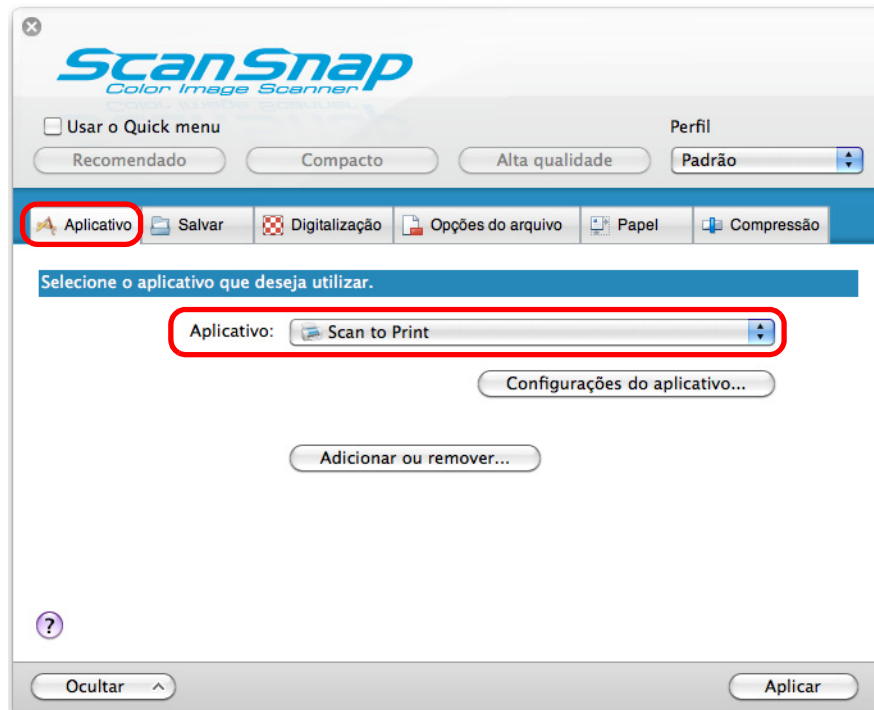 ScanSnap
Color Image Scanner
Usar o Quick menu
Perfil
Recomendado
Compacto
Alta qualidade
Padrão
Aplicativo
Salvar
Digitalização
Opções do arquivo
Papel
Compressão
Selecione o aplicativo que deseja utilizar.
Aplicativo: Scan to Print
Configurações do aplicativo...
Adicionar ou remover...
?
Ocultar
Aplicar